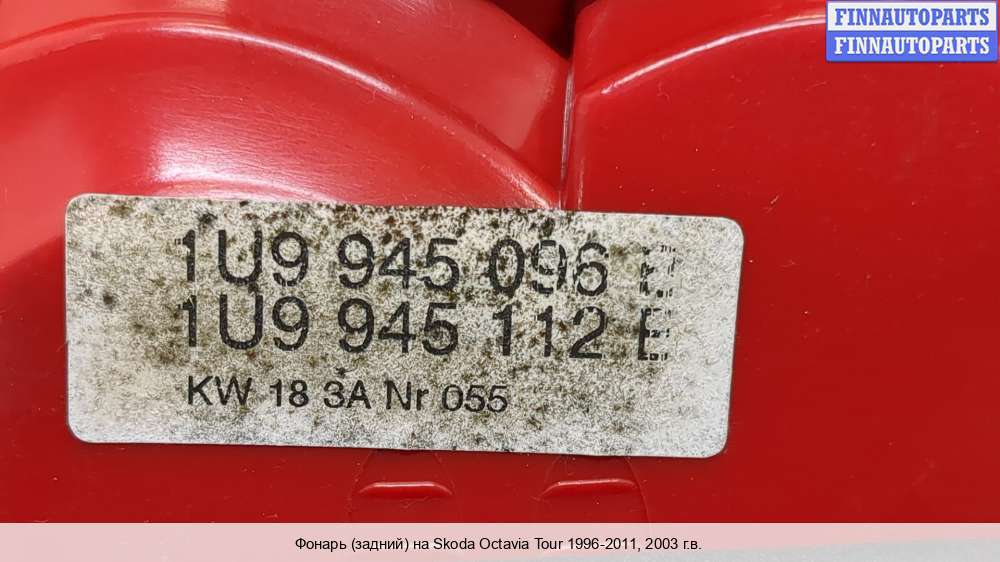 FINNAUTOPARTS
FINNAUTOPARTS
1U9 945 096
1U9 945 112 E
KW 18 3A Nr 055
Фонарь (задний) на Skoda Octavia Tour 1996-2011, 2003 г.в.